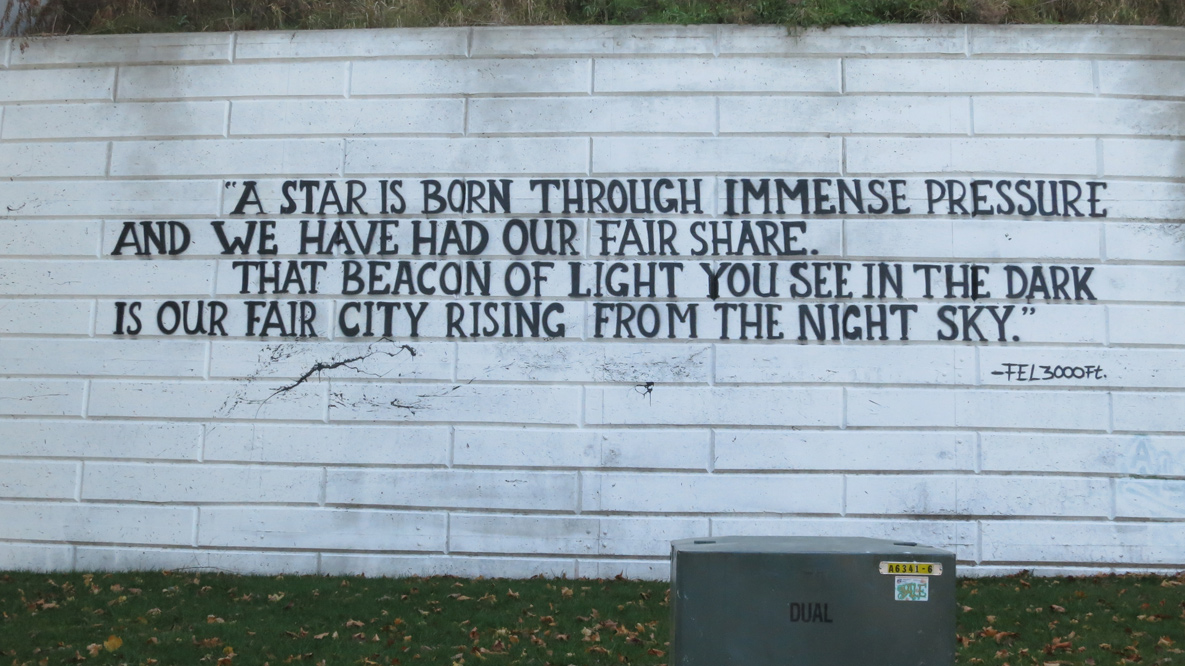 “A STAR IS BORN THROUGH IMMENSE PRESSURE
AND WE HAVE HAD OUR FAIR SHARE.
THAT BEACON OF LIGHT YOU SEE IN THE DARK
IS OUR FAIR CITY RISING FROM THE NIGHT SKY.”
-FEL3000Ft.
A6341-6
DUAL